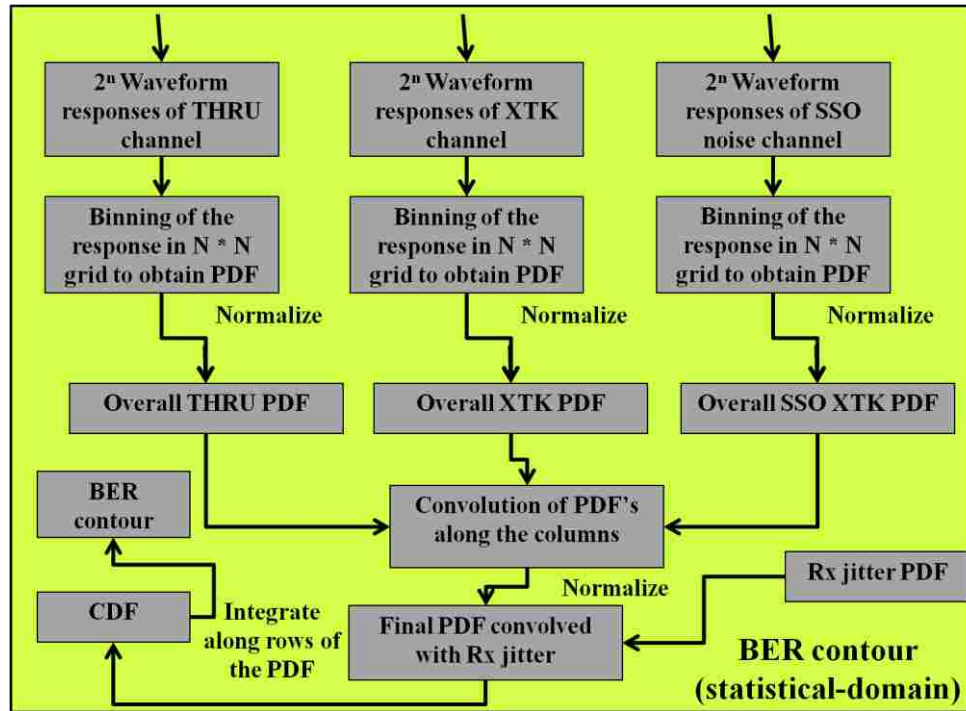 2ⁿ Waveform
responses of THRU
channel
2ⁿ Waveform
responses of XTK
channel
2ⁿ Waveform
responses of SSO
noise channel
Binning of the
response in N * N
grid to obtain PDF
Binning of the
response in N * N
grid to obtain PDF
Binning of the
response in N * N
grid to obtain PDF
Normalize
Normalize
Normalize
Overall THRU PDF
Overall XTK PDF
Overall SSO XTK PDF
BER
contour
Convolution of PDF's
along the columns
Normalize
Rx jitter PDF
CDF
Integrate
along rows of
the PDF
Final PDF convolved
with Rx jitter
BER contour
(statistical-domain)